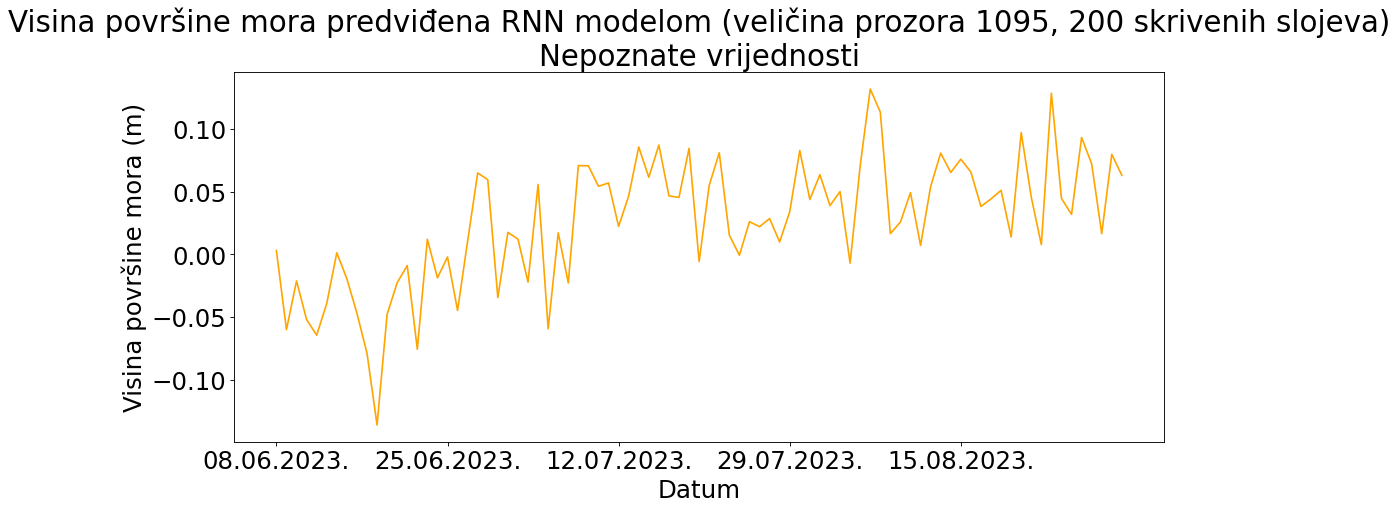 Visina površine mora predviđena RNN modelom (veličina prozora 1095, 200 skrivenih slojeva)
Nepoznate vrijednosti
Visina površine mora (m)
0.10
0.05
0.00
−0.05
−0.10
08.06.2023. 25.06.2023. 12.07.2023. 29.07.2023. 15.08.2023.
Datum